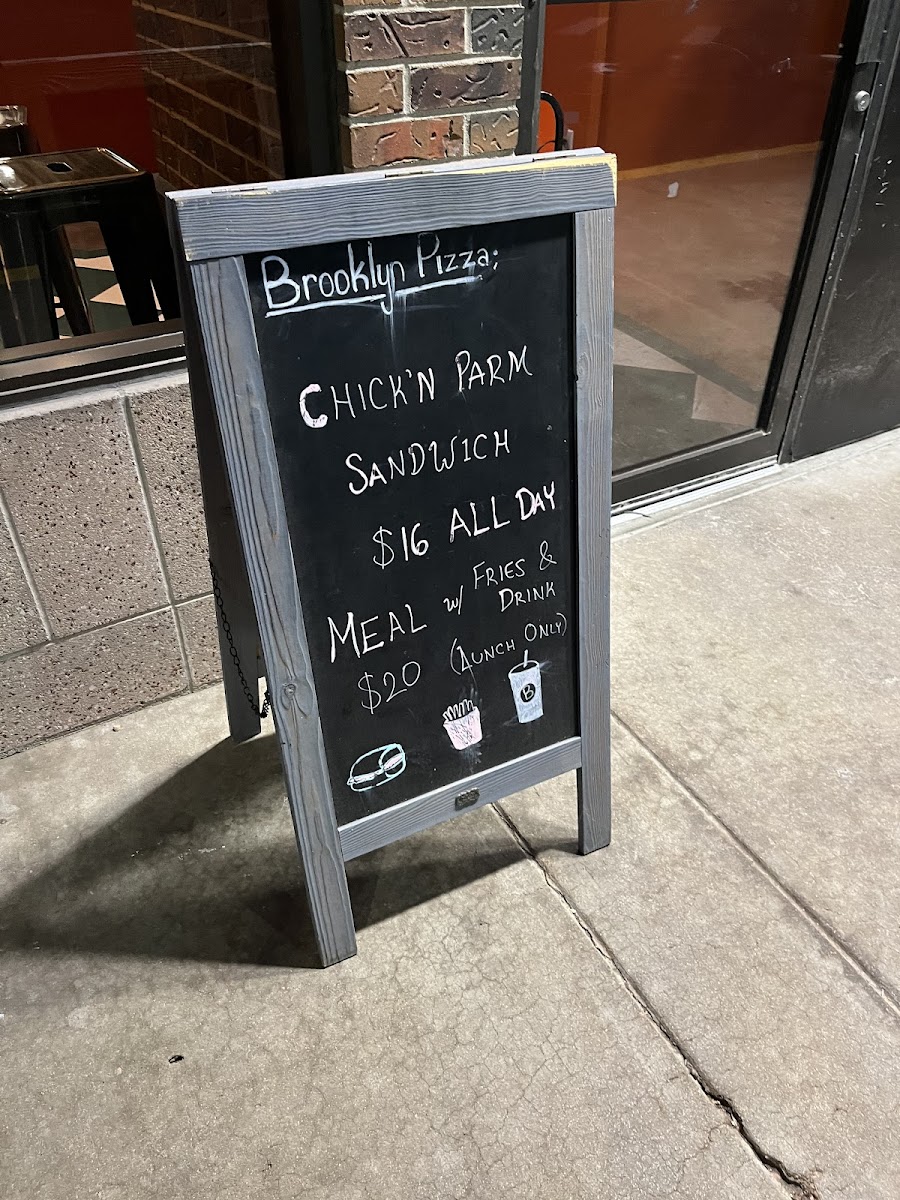 Brooklyn Pizza;
CHICK'N PARM
SANDWICH
$16 ALL DAY
MEAL w/ FRIES &
DRINK
$20 (LUNCH ONLY)
B